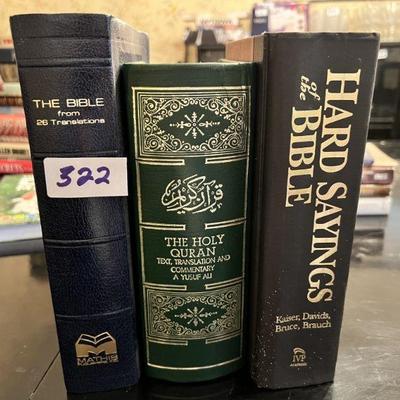 THE BIBLE
from
26 Translations
322
MATHIS
قرآن كريم
THE HOLY
QURAN
TEXT, TRANSLATION AND
COMMENTARY
A YUSUF ALI
HARD SAYINGS
of the
BIBLE
Kaiser, Davids,
Bruce, Brauch
IVP